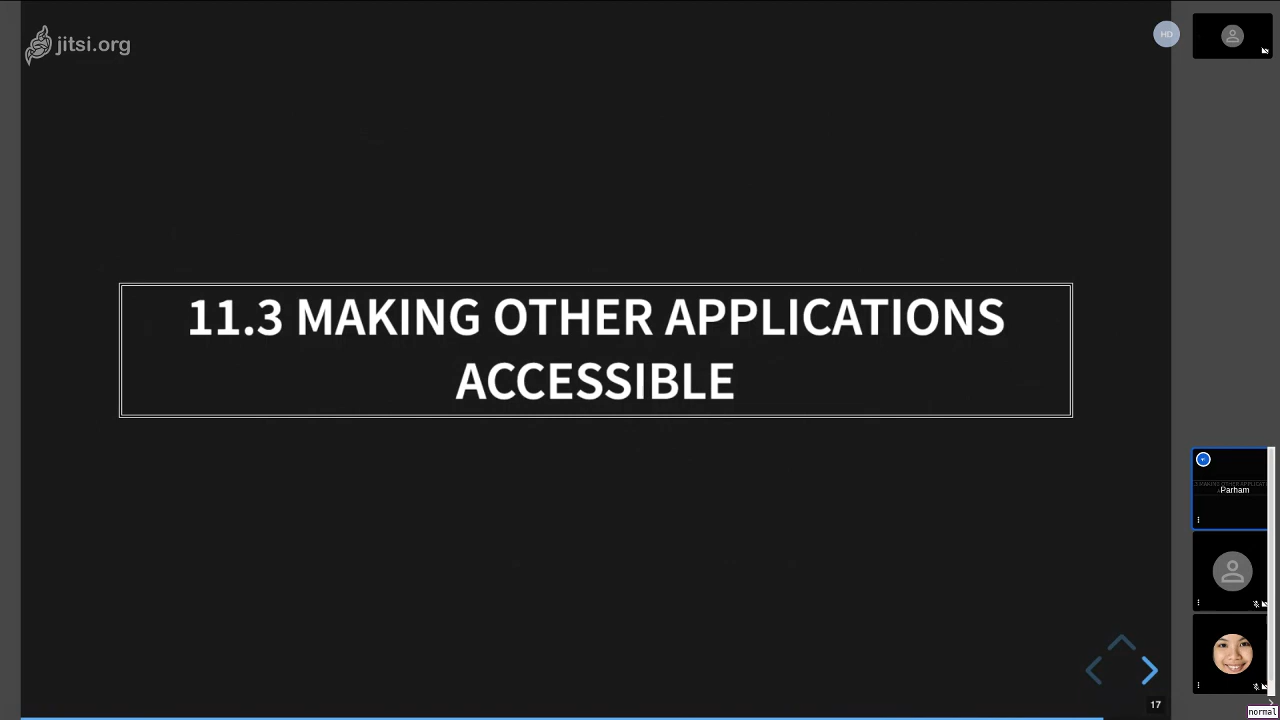 jitsi.org
HD
11.3 MAKING OTHER APPLICATIONS
ACCESSIBLE
Parham
17
normal